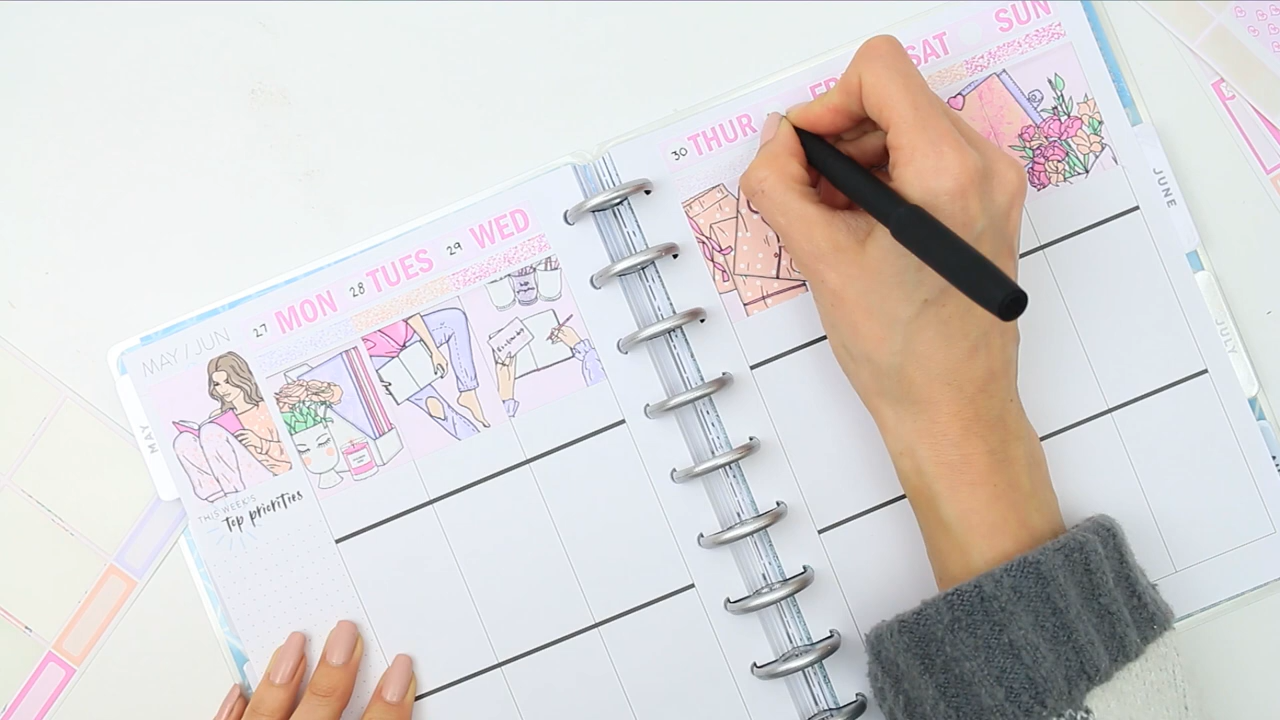 MAY / JUN
27 MON
28 TUES
29 WED
30 THUR
SAT
SUN
THIS WEEK'S
Top priorities
MAY
JUNE
JULY